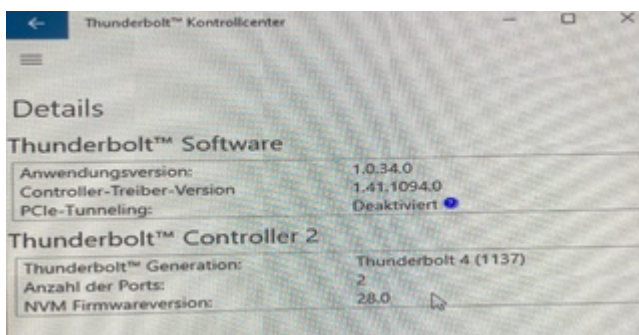 Thunderbolt™ Kontrollcenter
Details
Thunderbolt™ Software
Anwendungsversion: 1.0.34.0
Controller-Treiber-Version 1.41.1094.0
PCIe-Tunneling: Deaktiviert ?
Thunderbolt™ Controller 2
Thunderbolt™ Generation: Thunderbolt 4 (1137)
Anzahl der Ports: 2
NVM Firmwareversion: 28.0